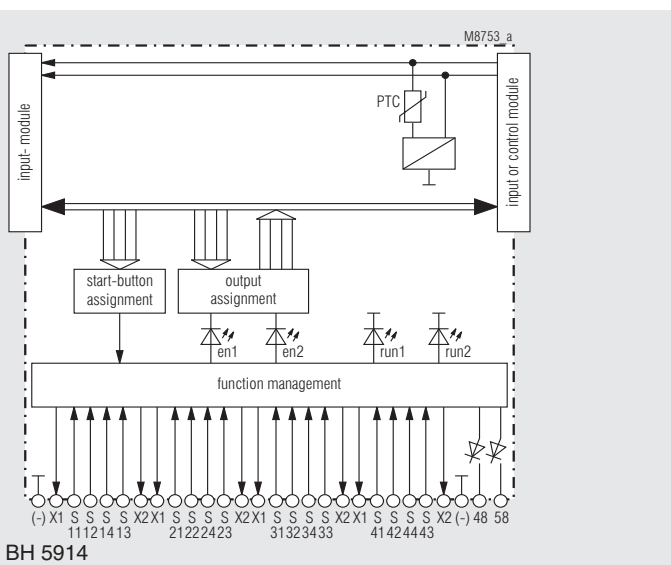 M8753_a
PTC
input- module
input or control module
start-button
assignment
output
assignment
en1 en2 run1 run2
function management
(-) X1 S S S S X2 X1 S S S S X2 X1 S S S S X2 X1 S S S S X2 (-) 48 58
11 12 14 13 21 22 24 23 31 32 34 33 41 42 44 43
BH 5914